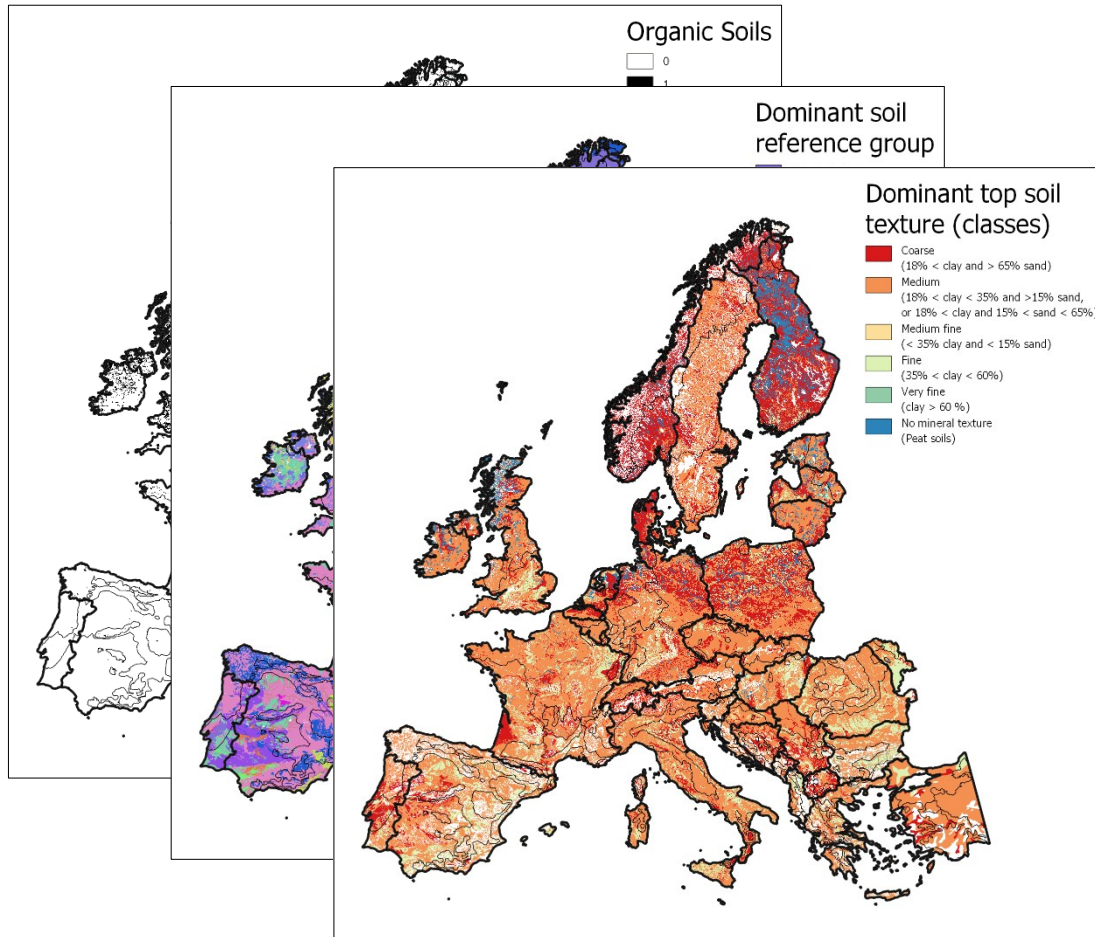 Organic Soils
0
1
Dominant soil
reference group
Dominant top soil
texture (classes)
Coarse
(18% < clay and > 65% sand)
Medium
(18% < clay < 35% and >15% sand,
or 18% < clay and 15% < sand < 65%)
Medium fine
(< 35% clay and < 15% sand)
Fine
(35% < clay < 60%)
Very fine
(clay > 60 %)
No mineral texture
(Peat soils)